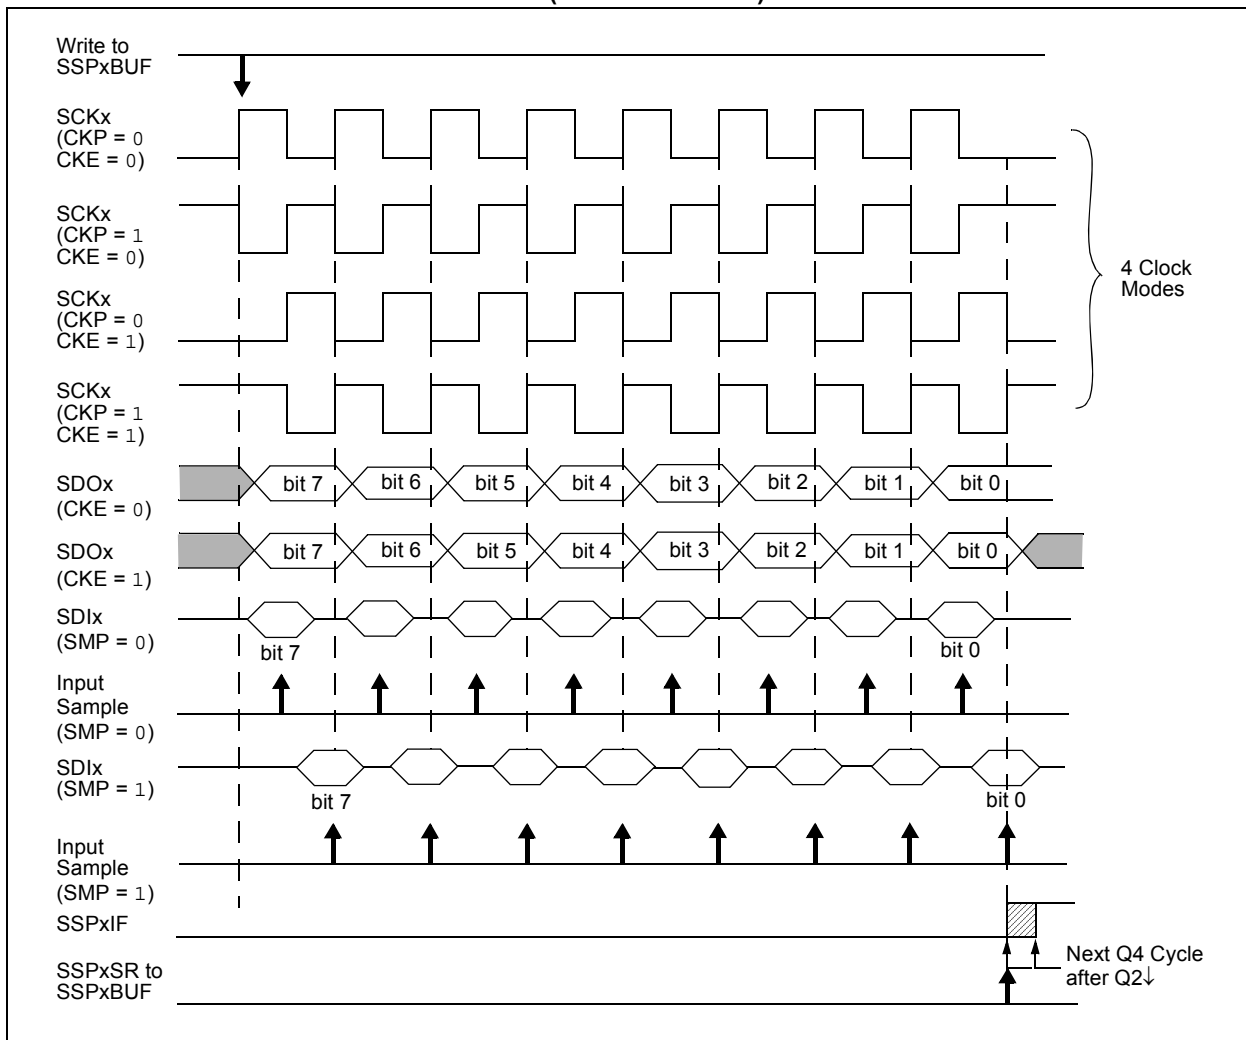 Write to
SSPxBUF
SCKx
(CKP = 0
CKE = 0)
SCKx
(CKP = 1
CKE = 0)
4 Clock
Modes
SCKx
(CKP = 0
CKE = 1)
SCKx
(CKP = 1
CKE = 1)
SDOx
(CKE = 0)
bit 7 bit 6 bit 5 bit 4 bit 3 bit 2 bit 1 bit 0
SDOx
(CKE = 1)
bit 7 bit 6 bit 5 bit 4 bit 3 bit 2 bit 1 bit 0
SDIx
(SMP = 0)
bit 7 bit 0
Input
Sample
(SMP = 0)
SDIx
(SMP = 1)
bit 7 bit 0
Input
Sample
(SMP = 1)
SSPxIF
Next Q4 Cycle
after Q2↓
SSPxSR to
SSPxBUF